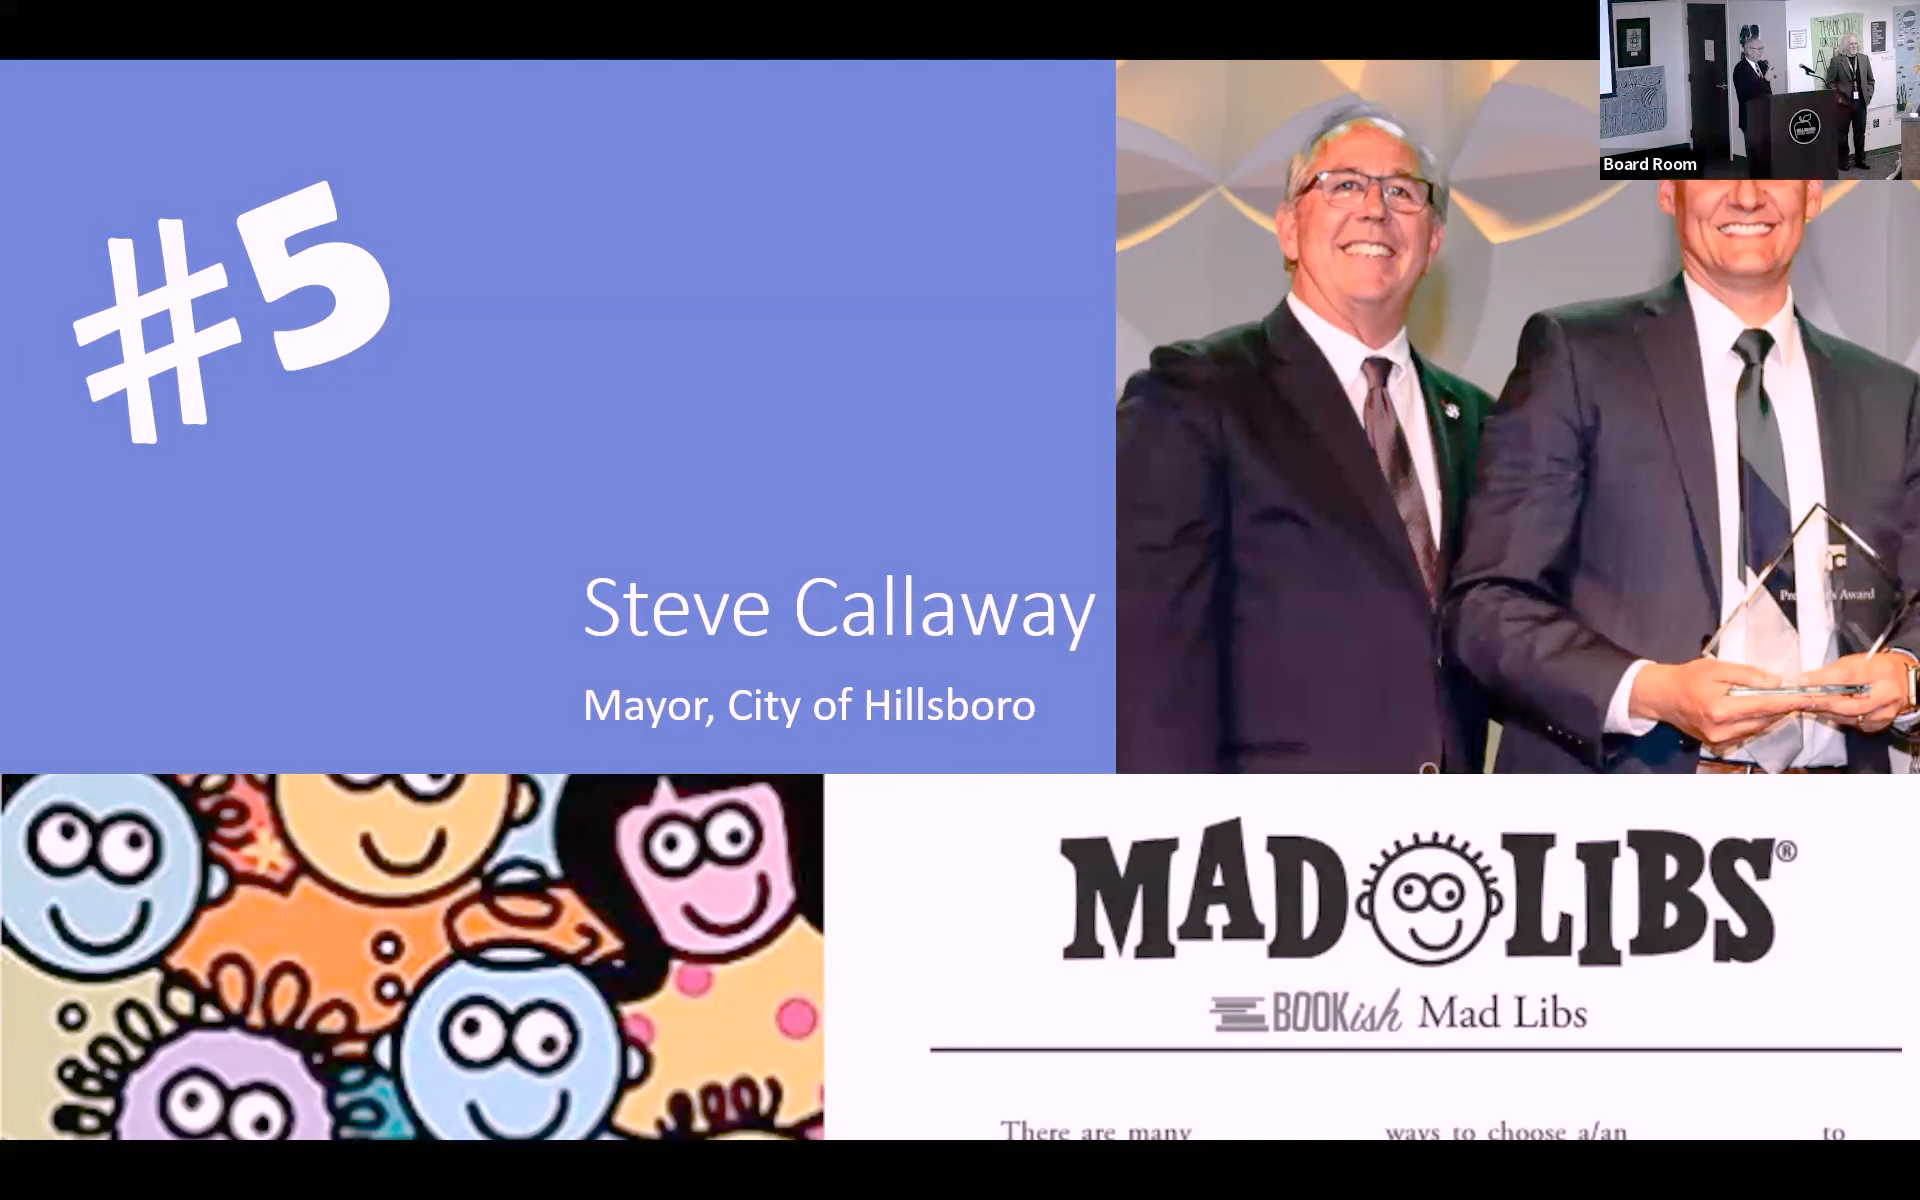 #5
Steve Callaway
Mayor, City of Hillsboro
Board Room
MAD LIBS®
BOOKish Mad Libs
There are many ways to choose a/an to